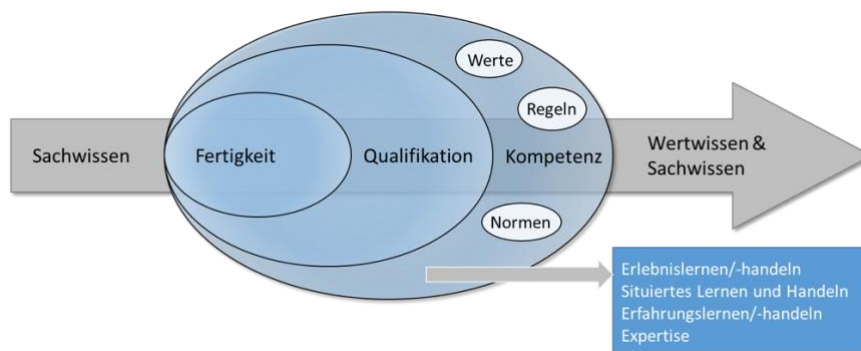 Werte
Regeln
Sachwissen
Fertigkeit
Qualifikation
Kompetenz
Wertwissen &
Sachwissen
Normen
Erlebnislernen/-handeln
Situiertes Lernen und Handeln
Erfahrungslernen/-handeln
Expertise